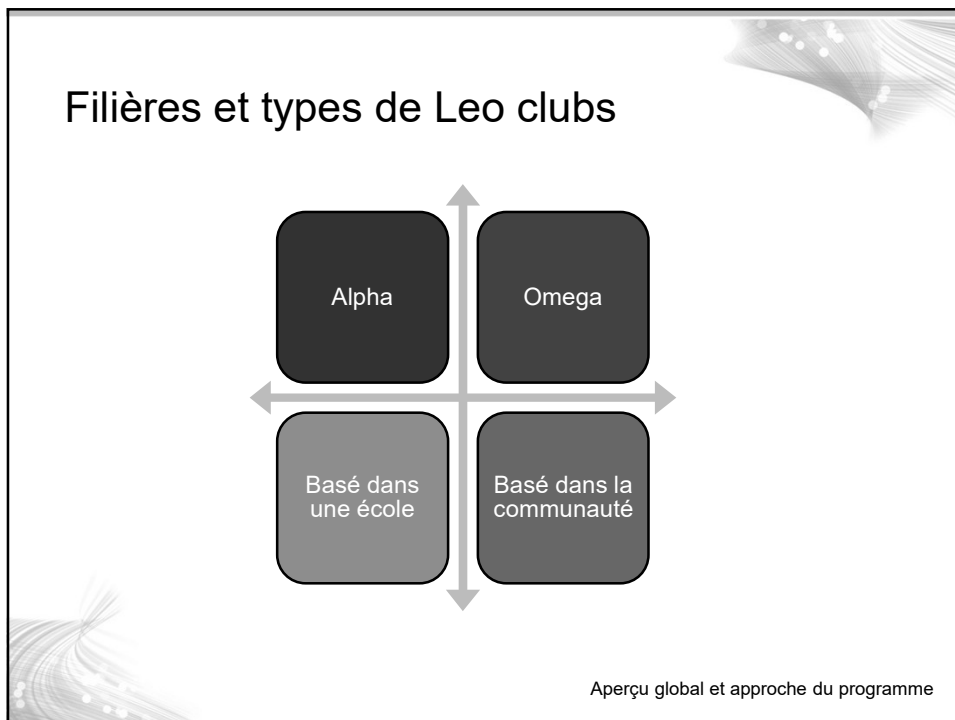 Filières et types de Leo clubs
Alpha
Omega
Basé dans
une école
Basé dans la
communauté
Aperçu global et approche du programme